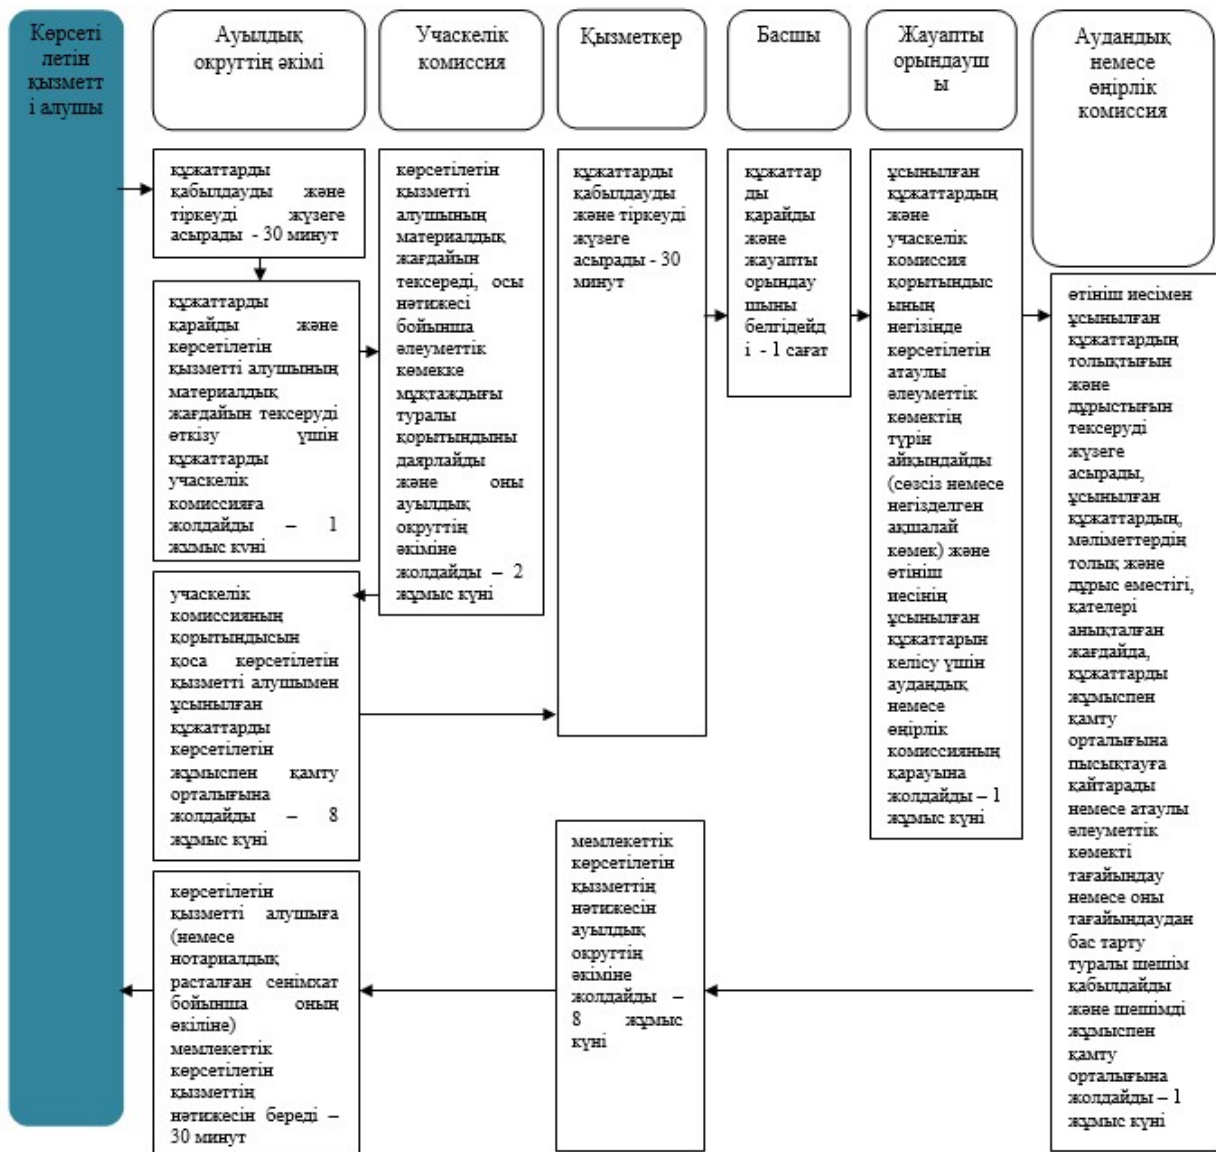 Көрсеті
летін
қызметт
і алушы
Ауылдық
округтің әкімі
Учаскелік
комиссия
Қызметкер
Басшы
Жауапты
орындауш
ы
Аудандық
немесе
өңірлік
комиссия
құжаттарды
қабылдауды және
тіркеуді жүзеге
асырады - 30 минут
құжаттарды
қарайды және
көрсетілетін
қызметті алушының
материалдық
жағдайын тексеруді
өткізу үшін
құжаттарды
учаскелік
комиссияға
жолдайды – 1
жұмыс күні
учаскелік
комиссияның
қорытындысын
қоса көрсетілетін
қызметті алушымен
ұсынылған
құжаттарды
көрсетілетін
жұмыспен қамту
орталығына
жолдайды – 8
жұмыс күні
көрсетілетін
қызметті алушыға
(немесе
нотариалдық
расталған сенімхат
бойынша оның
өкіліне)
мемлекеттік
көрсетілетін
қызметтің
нәтижесін береді –
30 минут
көрсетілетін
қызметті
алушының
материалдық
жағдайын
тексереді, осы
нәтижесі
бойынша
әлеуметтік
көмекке
мұқтаждығы
туралы
қорытындыны
даярлайды
және оны
ауылдық
округтің
әкіміне
жолдайды – 2
жұмыс күні
құжаттарды
қабылдауды
және тіркеуді
жүзеге
асырады - 30
минут
мемлекеттік
көрсетілетін
қызметтің
нәтижесін
ауылдық
округтің
әкіміне
жолдайды –
8 жұмыс
күні
құжаттар
ды
қарайды
және
жауапты
орындау
шыны
белгідейд
і - 1 сағат
ұсынылған
құжаттардың
және
учаскелік
комиссия
қорытындыс
ының
негізінде
көрсетілетін
атаулы
әлеуметтік
көмектің
түрін
айқындайды
(сөзсіз немесе
негізделген
ақшалай
көмек) және
өтініш
иесінің
ұсынылған
құжаттарын
келісу үшін
аудандық
немесе
өңірлік
комиссияның
қарауына
жолдайды – 1
жұмыс күні
өтініш иесімен
ұсынылған
құжаттардың
толықтығын
және
дұрыстығын
тексеруді
жүзеге
асырады,
ұсынылған
құжаттардың,
мәліметтердің
толық және
дұрыс еместігі,
қателері
анықталған
жағдайда,
құжаттарды
жұмыспен
қамту
орталығына
пысықтауға
қайтарады
немесе атаулы
әлеуметтік
көмекті
тағайындау
немесе оны
тағайындаудан
бас тарту
туралы шешім
қабылдайды
және шешімді
жұмыспен
қамту
орталығына
жолдайды – 1
жұмыс күні